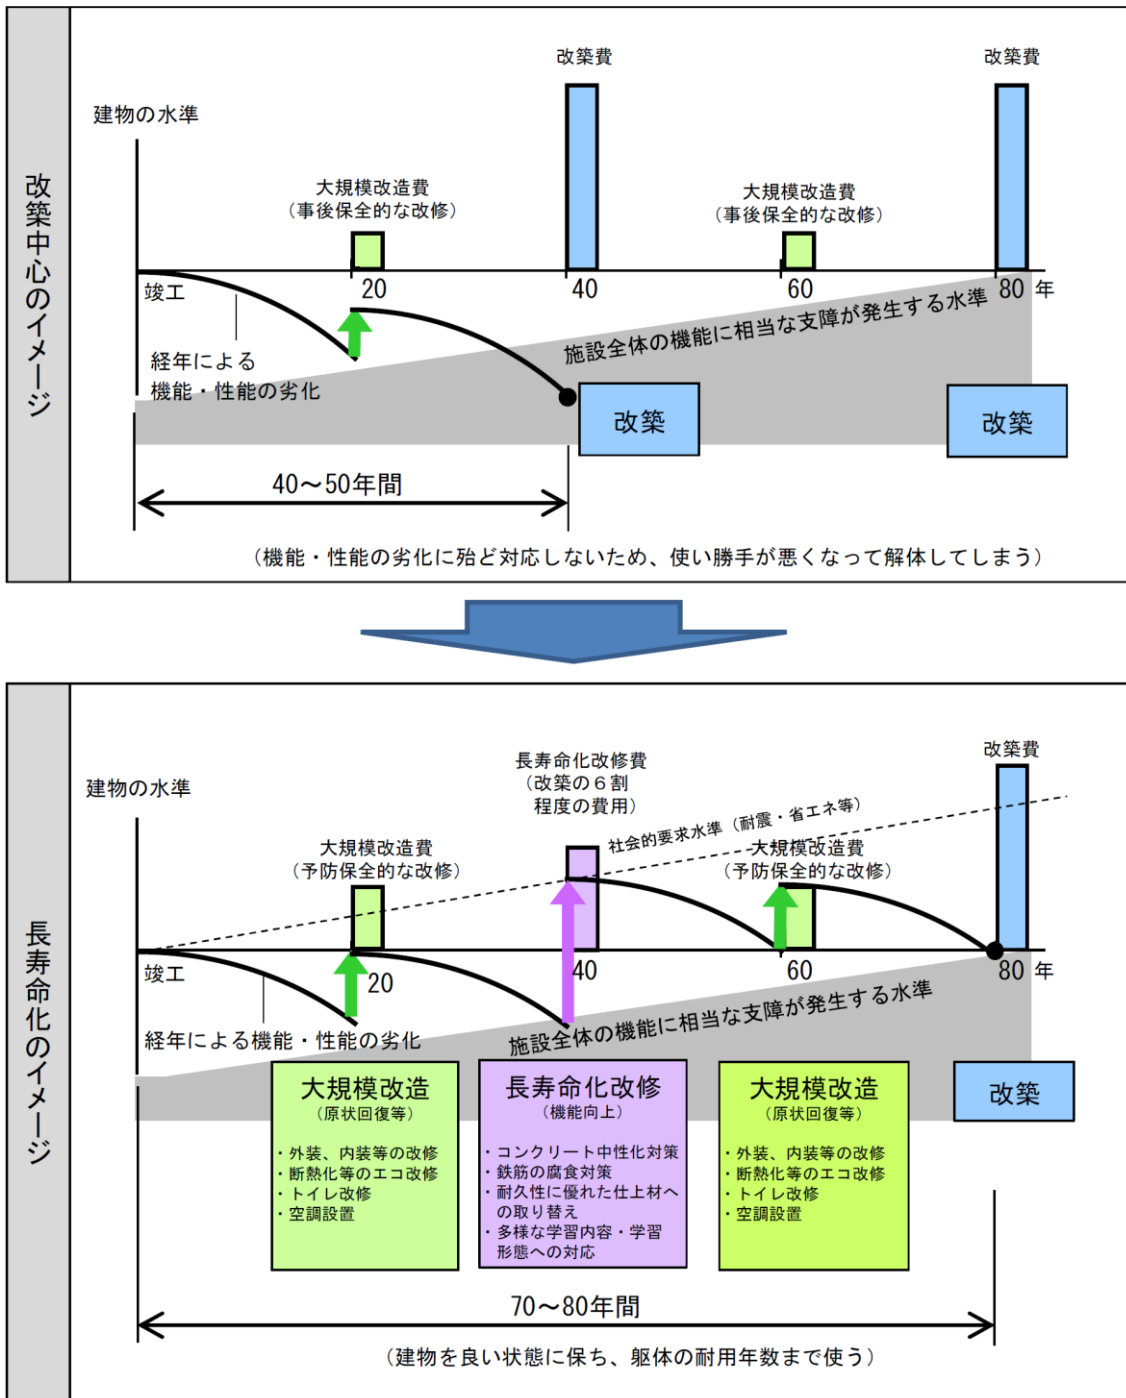 改築中心のイメージ
改築費
改築費
建物の水準
大規模改造費
（事後保全的な改修）
大規模改造費
（事後保全的な改修）
竣工
20
40
60
80 年
施設全体の機能に相当な支障が発生する水準
経年による
機能・性能の劣化
改築
改築
40～50年間
（機能・性能の劣化に殆ど対応しないため、使い勝手が悪くなって解体してしまう）
長寿命化のイメージ
改築費
長寿命化改修費
（改築の６割
程度の費用）
建物の水準
社会的要求水準（耐震・省エネ等）
大規模改造費
（予防保全的な改修）
大規模改造費
（予防保全的な改修）
竣工
20
40
60
80 年
施設全体の機能に相当な支障が発生する水準
経年による機能・性能の劣化
大規模改造
（原状回復等）
・外装、内装等の改修
・断熱化等のエコ改修
・トイレ改修
・空調設置
長寿命化改修
（機能向上）
・コンクリート中性化対策
・鉄筋の腐食対策
・耐久性に優れた仕上材へ
の取り替え
・多様な学習内容・学習
形態への対応
大規模改造
（原状回復等）
・外装、内装等の改修
・断熱化等のエコ改修
・トイレ改修
・空調設置
改築
70～80年間
（建物を良い状態に保ち、躯体の耐用年数まで使う）